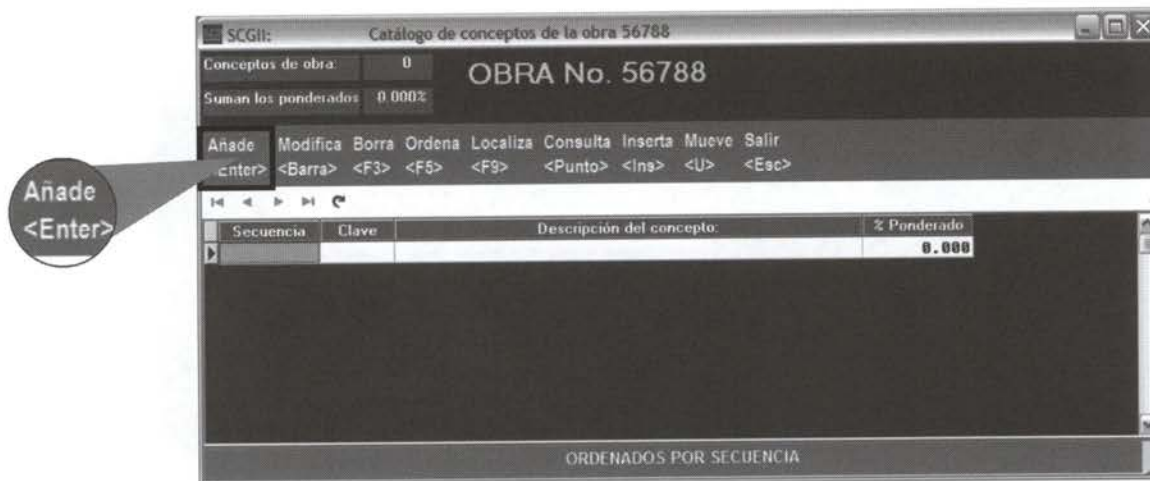 SCGII: Catálogo de conceptos de la obra 56788
Conceptos de obra: 0
OBRA No. 56788
Suman los ponderados 0.000%
Añade Modifica Borra Ordena Localiza Consulta Inserta Mueve Salir
<Enter> <Barra> <F3> <F5> <F9> <Punto> <Ins> <U> <Esc>
Añade
<Enter>
Secuencia Clave Descripción del concepto: % Ponderado
0.000
ORDENADOS POR SECUENCIA